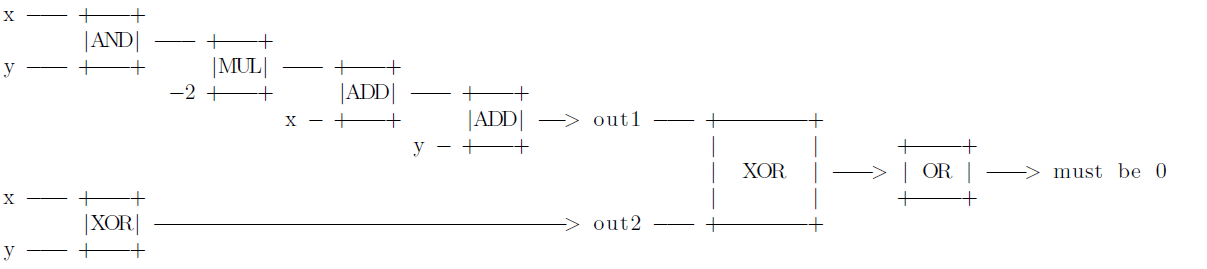 x
|AND|
y |MUL|
−2 |ADD|
x |ADD| out1
y
XOR OR must be 0
x
|XOR| out2
y